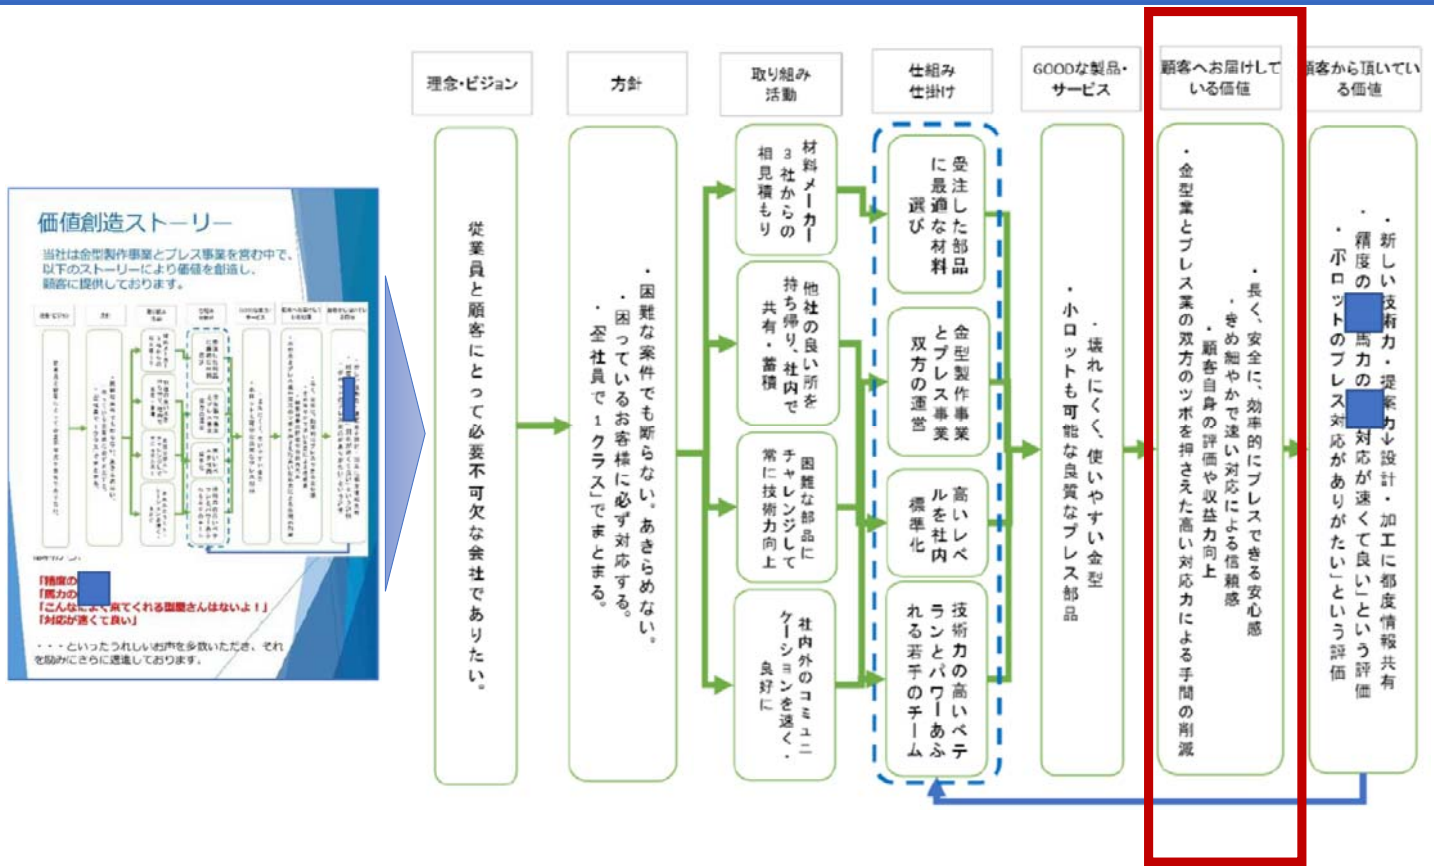 価値創造ストーリー
当社は金型製作事業とプレス事業を営む中で、
以下のストーリーにより価値を創造し、
顧客に提供しております。
「精度の
「馬力の
「こんなによく来てくれる型屋さんはないよ！」
「対応が速くて良い」
・・・といったうれしいお声を多数いただき、それ
を励みにさらに邁進しております。
理念・ビジョン
従業員と顧客にとって必要不可欠な会社でありたい。
方針
・困難な案件でも断らない。あきらめない。
・困っているお客様に必ず対応する。
・「全社員で1クラス」でまとまる。
取り組み
活動
材料メーカー
3社からの
相見積もり
他社の良い所を
持ち帰り、社内で
共有・蓄積
困難な部品に
チャレンジして
常に技術力向上
社内外のコミュニ
ケーションを速く・
良好に
仕組み
仕掛け
受注した部品
に最適な材料
選び
金型製作事業
とプレス事業
双方の運営
高いレベ
ルを社内
標準化
技術力の高いベテ
ランとパワーあふ
れる若手のチーム
GOODな製品・
サービス
・壊れにくく、使いやすい金型
・小ロットも可能な良質なプレス部品
顧客へお届けして
いる価値
・長く、安全に、効率的にプレスできる安心感
・きめ細やかで速い対応による信頼感
・顧客自身の評価や収益力向上
・金型業とプレス業の双方のツボを押さえた高い対応力による手間の削減
顧客から頂いてい
る価値
・新しい技術力・提案力→設計・加工に都度情報共有
・「精度の 馬力の 対応が速くて良い」という評価
・「小ロットのプレス対応がありがたい」という評価